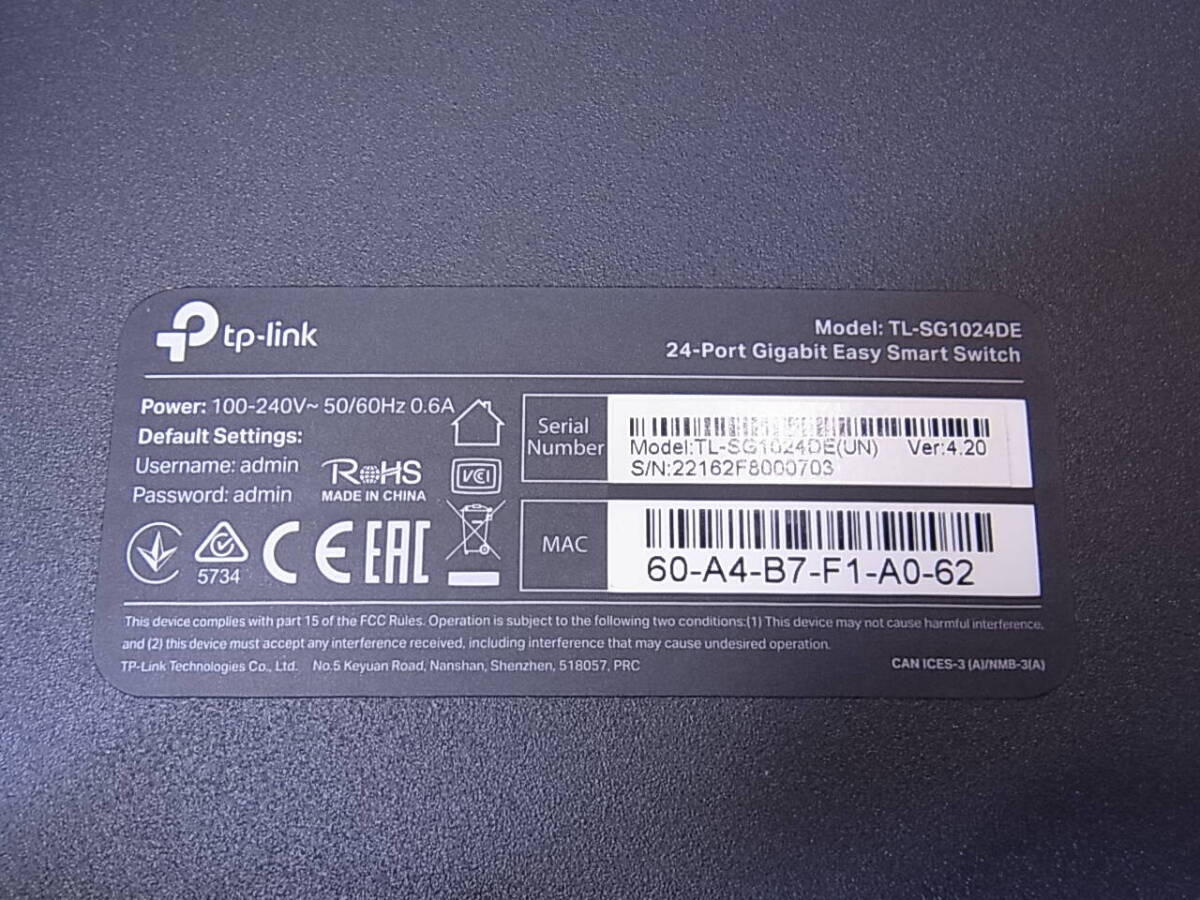 tp-link
Model: TL-SG1024DE
24-Port Gigabit Easy Smart Switch
Power: 100-240V~ 50/60Hz 0.6A
Default Settings:
Username: admin
Password: admin
RoHS
MADE IN CHINA
VCI
5734
CE
EAC
Serial
Number
Model:TL-SG1024DE(UN) Ver:4.20
S/N:22162F8000703
MAC
60-A4-B7-F1-A0-62
This device complies with part 15 of the FCC Rules. Operation is subject to the following two conditions:(1) This device may not cause harmful interference,
and (2) this device must accept any interference received, including interference that may cause undesired operation.
TP-Link Technologies Co., Ltd. No.5 Keyuan Road, Nanshan, Shenzhen, 518057, PRC
CAN ICES-3 (A)/NMB-3(A)